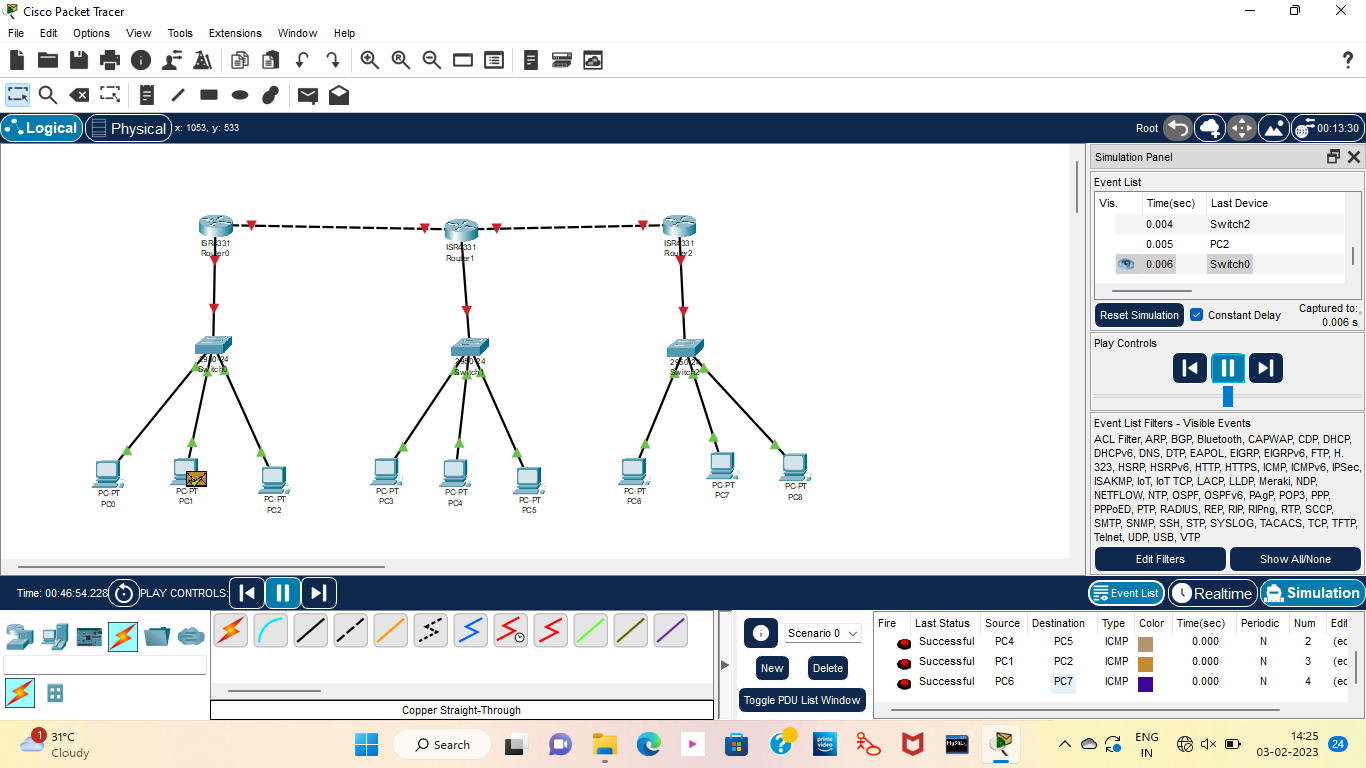 Cisco Packet Tracer
File Edit Options View Tools Extensions Window Help
?
Logical Physical x: 1053, y: 533 Root 00:13:30
Simulation Panel
Event List
Vis. Time(sec) Last Device
0.004 Switch2
0.005 PC2
0.006 Switch0
Reset Simulation Constant Delay Captured to:
0.006 s
Play Controls
Event List Filters - Visible Events
ACL Filter, ARP, BGP, Bluetooth, CAPWAP, CDP, DHCP,
DHCPv6, DNS, DTP, EAPOL, EIGRP, EIGRPv6, FTP, H.
323, HSRP, HSRPv6, HTTP, HTTPS, ICMP, ICMPv6, IPSec,
ISAKMP, IoT, IoT TCP, LACP, LLDP, Meraki, NDP,
NETFLOW, NTP, OSPF, OSPFv6, PAgP, POP3, PPP,
PPPoED, PTP, RADIUS, REP, RIP, RIPng, RTP, SCCP,
SMTP, SNMP, SSH, STP, SYSLOG, TACACS, TCP, TFTP,
Telnet, UDP, USB, VTP
Edit Filters Show All/None
ISR4331
Router0
ISR4331
Router1
ISR4331
Router2
2950-24
Switch0
2950-24
Switch1
2950-24
Switch2
PC-PT
PC0
PC-PT
PC1
PC-PT
PC2
PC-PT
PC3
PC-PT
PC4
PC-PT
PC5
PC-PT
PC6
PC-PT
PC7
PC-PT
PC8
Time: 00:46:54.228 PLAY CONTROLS: Event List Realtime Simulation
Copper Straight-Through
Scenario 0
New Delete
Toggle PDU List Window
Fire Last Status Source Destination Type Color Time(sec) Periodic Num Edit
Successful PC4 PC5 ICMP 0.000 N 2 (ec
Successful PC1 PC2 ICMP 0.000 N 3 (ec
Successful PC6 PC7 ICMP 0.000 N 4 (ec
1
31°C
Cloudy
Search
prime
video
MySQL
ENG
IN
14:25
03-02-2023
24